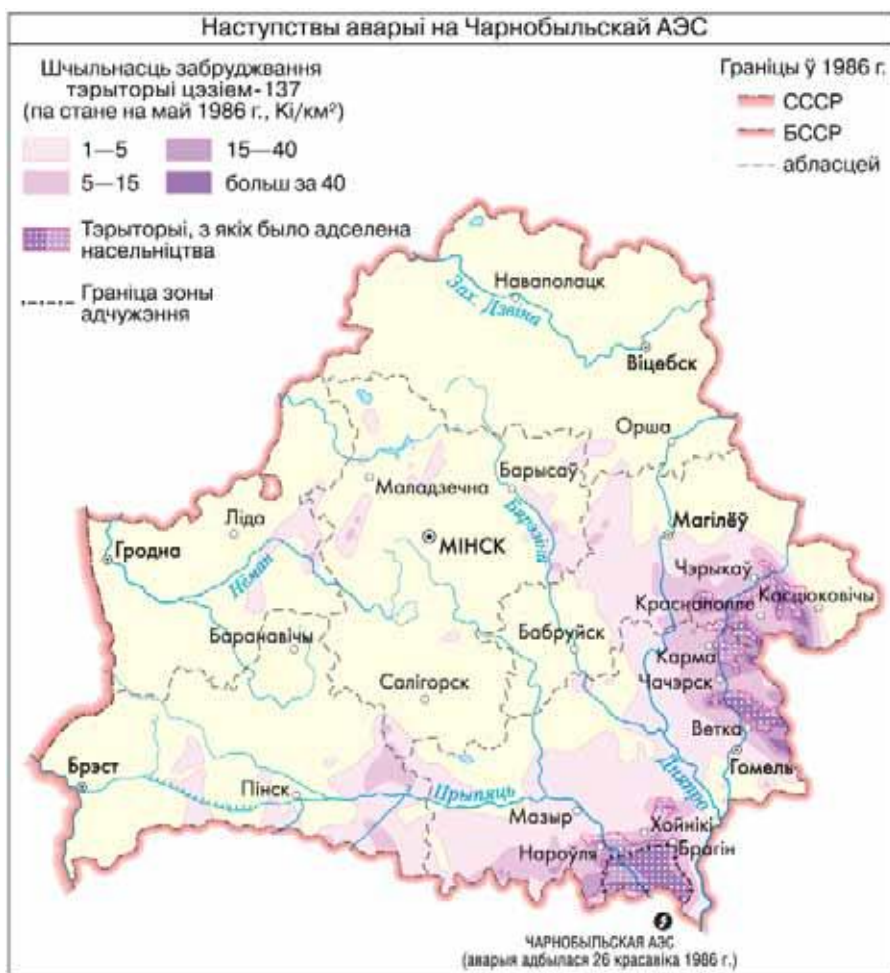 Наступствы аварыі на Чарнобыльскай АЭС
Шчыльнасць забруджвання
тэрыторыі цэзіем-137
(па стане на май 1986 г., Кі/км²)
1—5
15—40
5—15
больш за 40
Тэрыторыі, з якіх было адселена
насельніцтва
Граніца зоны
адчужэння
Граніцы ў 1986 г.
СССР
БССР
абласцей
Наваполацк
Зах. Дзвіна
Віцебск
Орша
Барысаў
Маладзечна
Бярэзіна
Магілёў
Ліда
МІНСК
Гродна
Нёман
Чэрыкаў
Краснаполле
Касцюковічы
Баранавічы
Бабруйск
Карма
Чачэрск
Салігорск
Ветка
Брэст
Гомель
Пінск
Прыпяць
Дняпро
Мазыр
Хойнікі
Нароўля
Брагін
ЧАРНОБЫЛЬСКАЯ АЭС
(аварыя адбылася 26 красавіка 1986 г.)